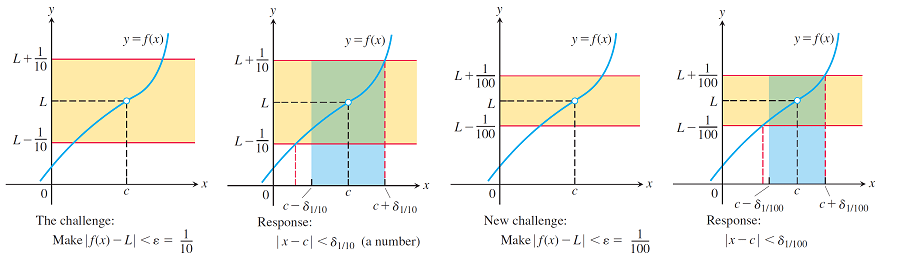 y
y = f(x)
L + 1/10
L
L − 1/10
0
c
x
The challenge:
Make |f(x) − L| < ε = 1/10
y
y = f(x)
L + 1/10
L
L − 1/10
0
c
x
c − δ1/10
c + δ1/10
Response:
|x − c| < δ1/10 (a number)
y
y = f(x)
L + 1/100
L
L − 1/100
0
c
x
New challenge:
Make |f(x) − L| < ε = 1/100
y
y = f(x)
L + 1/100
L
L − 1/100
0
c
x
c − δ1/100
c + δ1/100
Response:
|x − c| < δ1/100